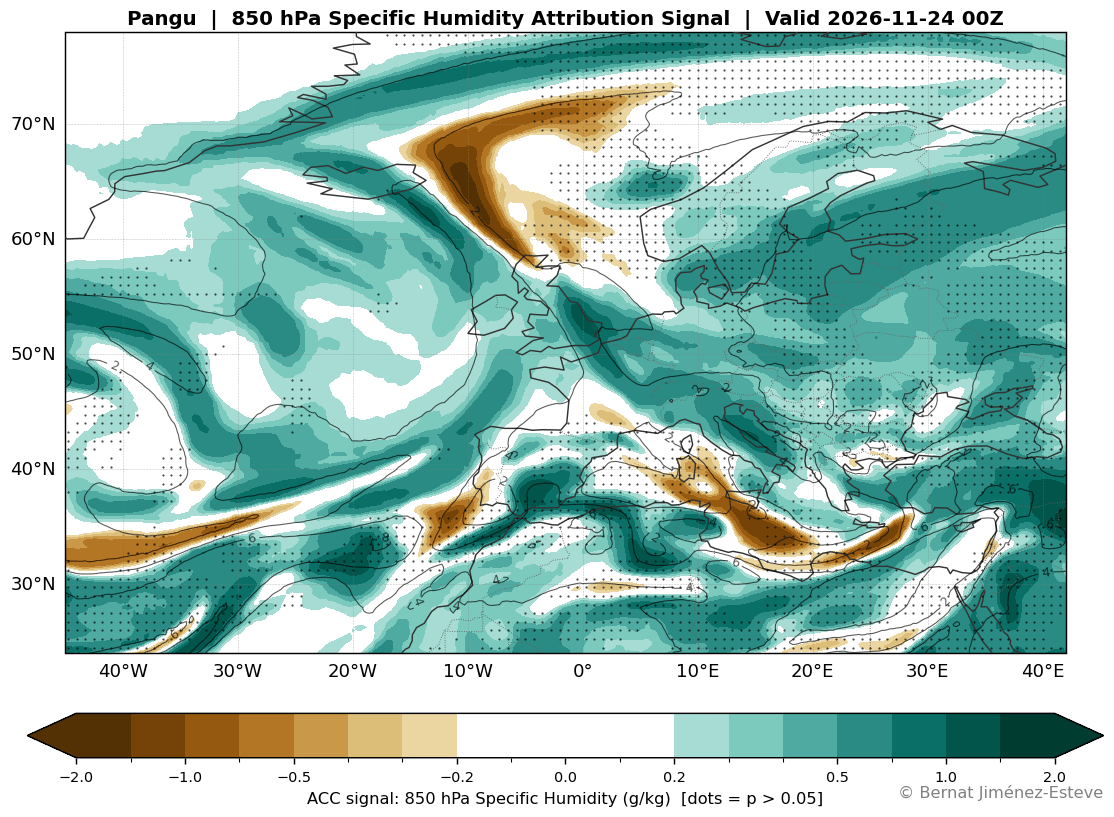 Pangu | 850 hPa Specific Humidity Attribution Signal | Valid 2026-11-24 00Z
70°N
60°N
50°N
40°N
30°N
40°W 30°W 20°W 10°W 0° 10°E 20°E 30°E 40°E
−2.0 −1.0 −0.5 −0.2 0.0 0.2 0.5 1.0 2.0
ACC signal: 850 hPa Specific Humidity (g/kg) [dots = p > 0.05]
© Bernat Jiménez-Esteve